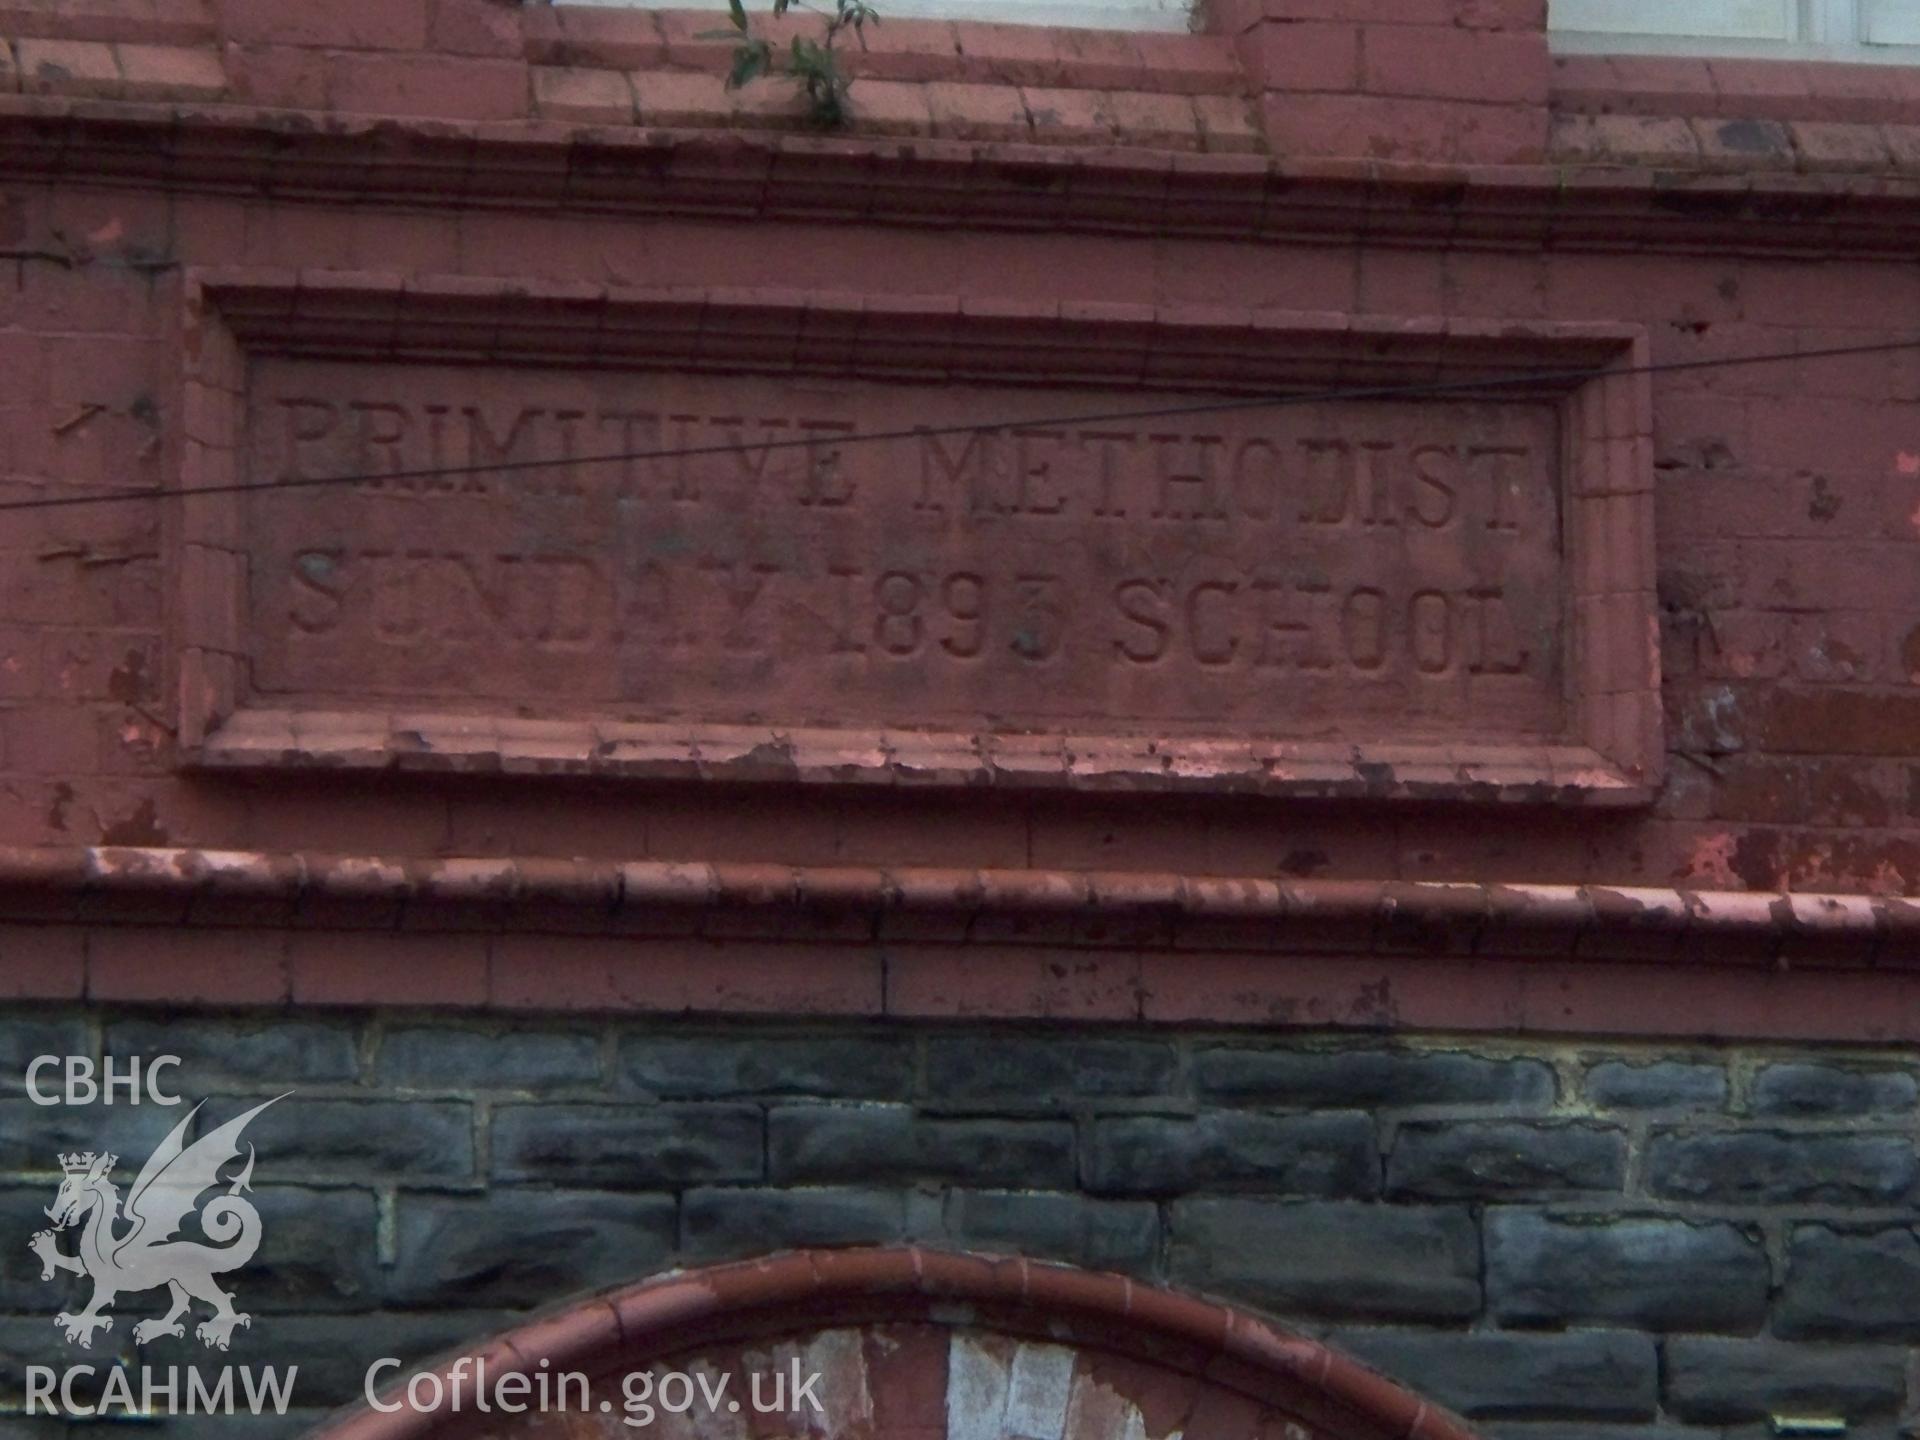 PRIMITIVE METHODIST
SUNDAY 1893 SCHOOL
CBHC
RCAHMW
Coflein.gov.uk